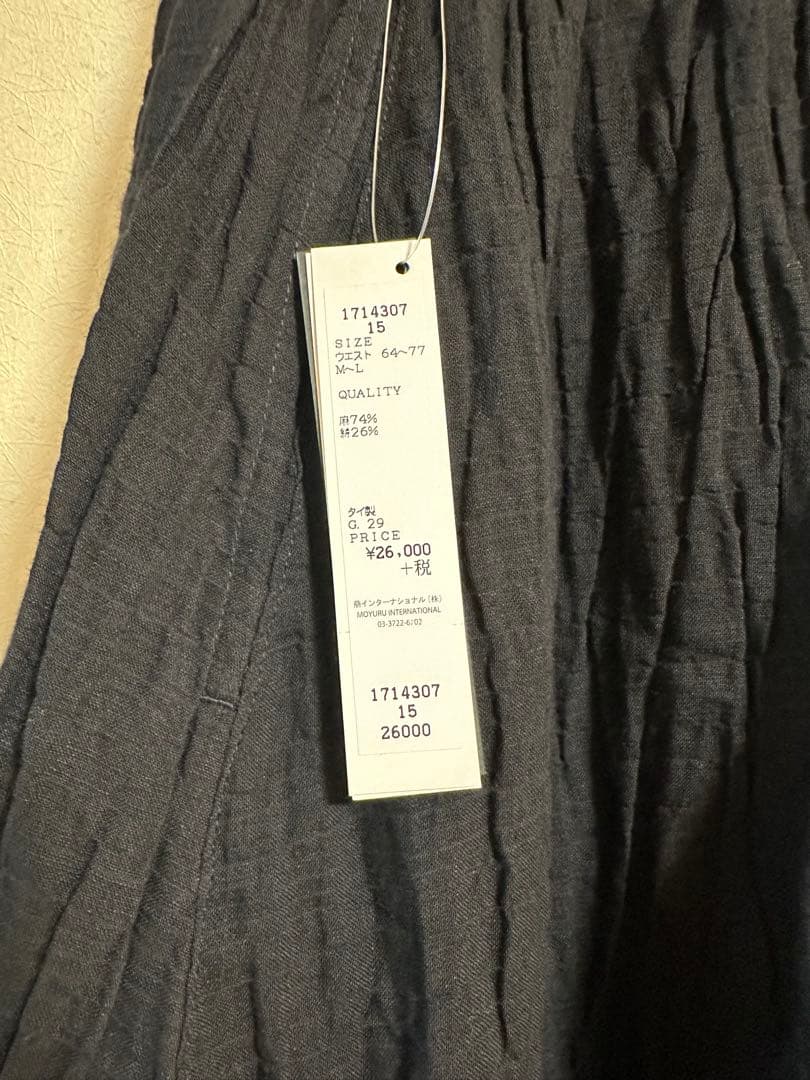 1714307
15
SIZE
ウエスト 64～77
M～L
QUALITY
麻74%
綿26%
タイ製
G. 29
PRICE
¥26,000
+税
インターナショナル(株)
MOYURU INTERNATIONAL
03-3722-6102
1714307
15
26000